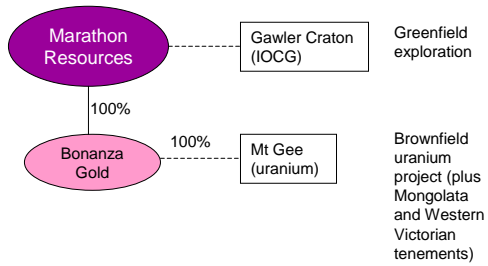 Marathon
Resources
Gawler Craton
(IOCG)
Greenfield
exploration
100%
Bonanza
Gold
100%
Mt Gee
(uranium)
Brownfield
uranium
project (plus
Mongolata
and Western
Victorian
tenements)